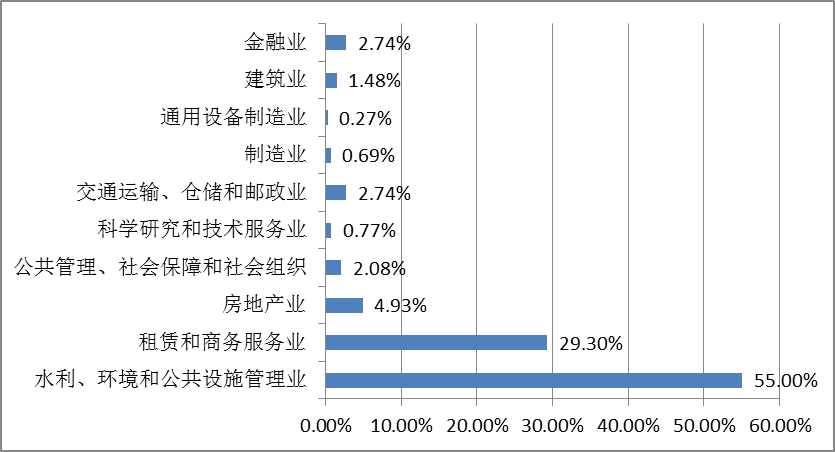 金融业 2.74%
建筑业 1.48%
通用设备制造业 0.27%
制造业 0.69%
交通运输、仓储和邮政业 2.74%
科学研究和技术服务业 0.77%
公共管理、社会保障和社会组织 2.08%
房地产业 4.93%
租赁和商务服务业 29.30%
水利、环境和公共设施管理业 55.00%
0.00% 10.00% 20.00% 30.00% 40.00% 50.00% 60.00%